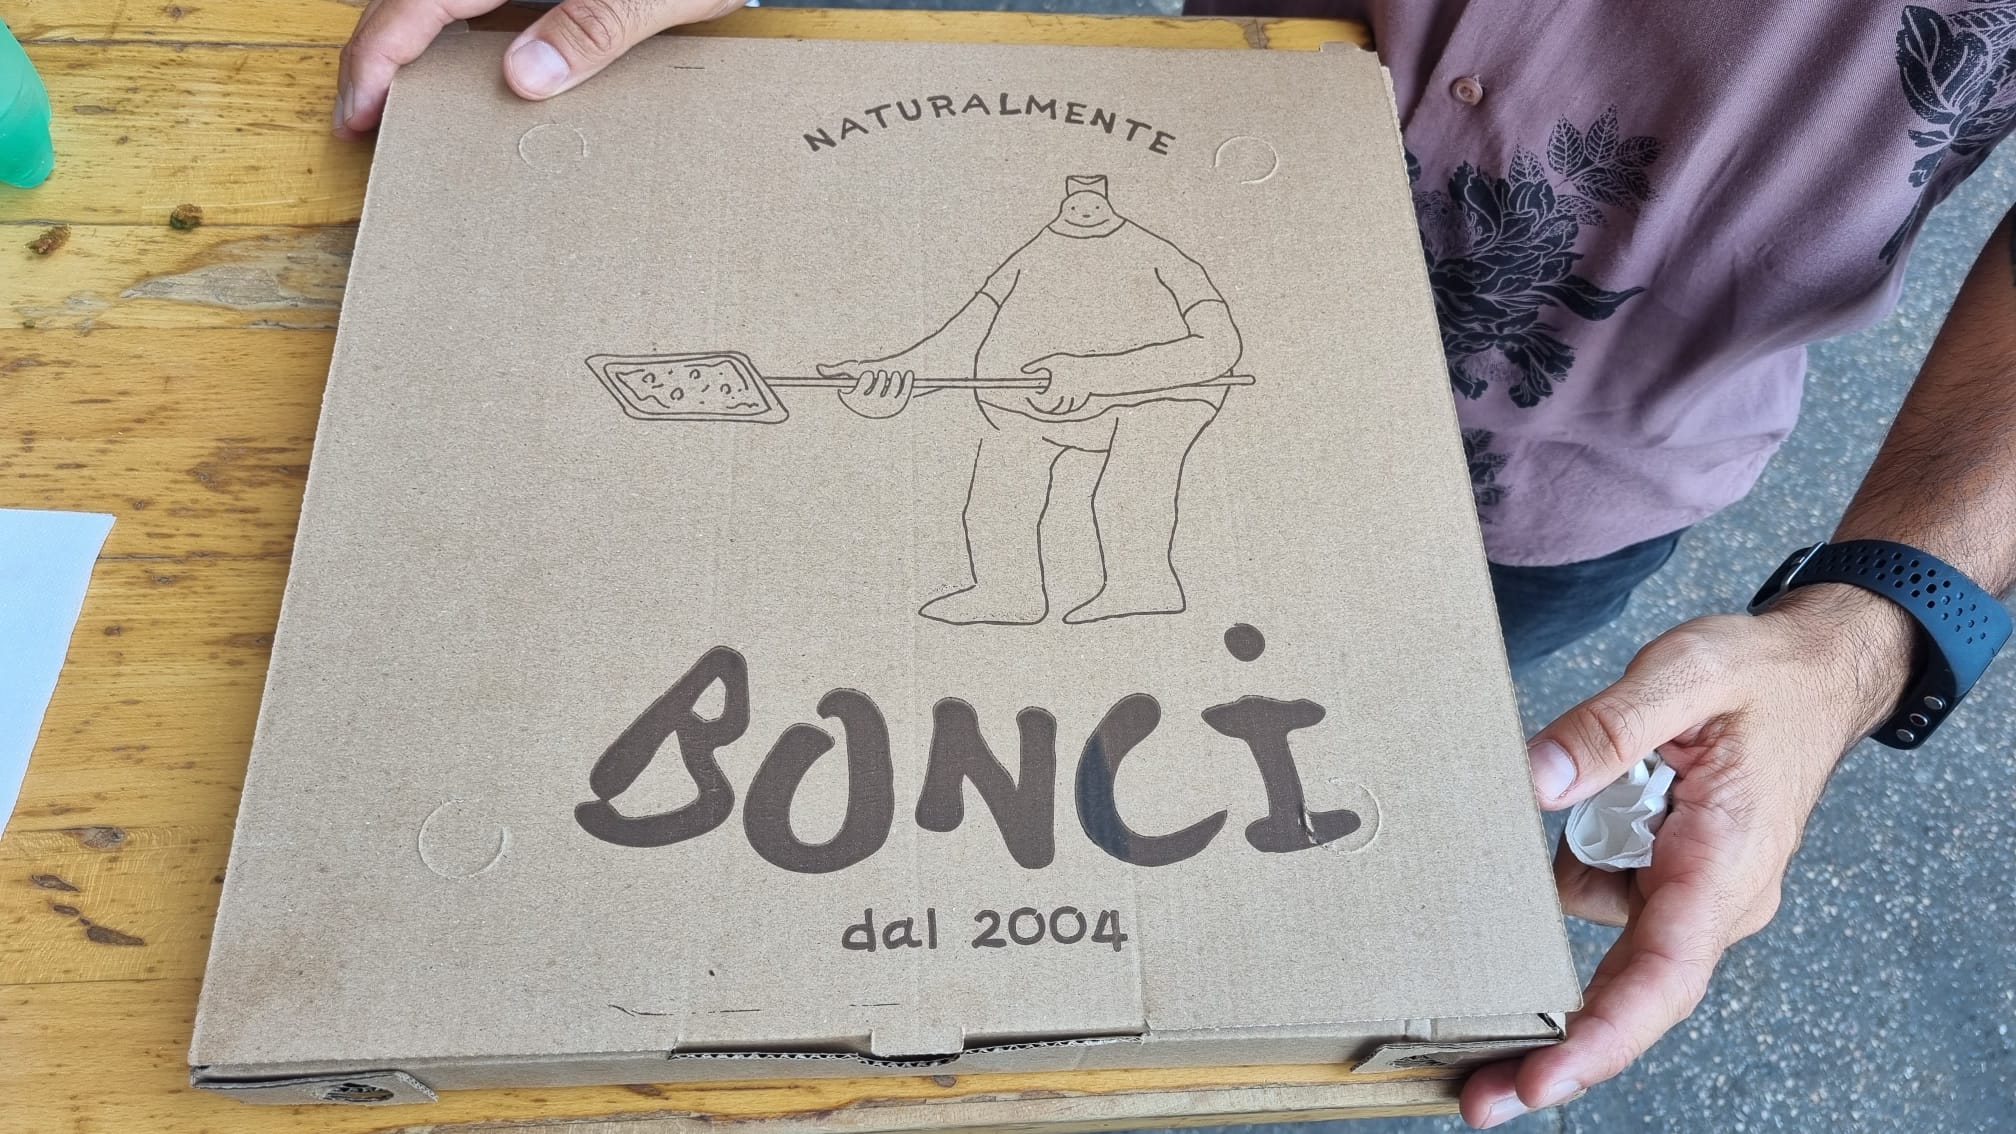 NATURALMENTE
BONCi
dal 2004